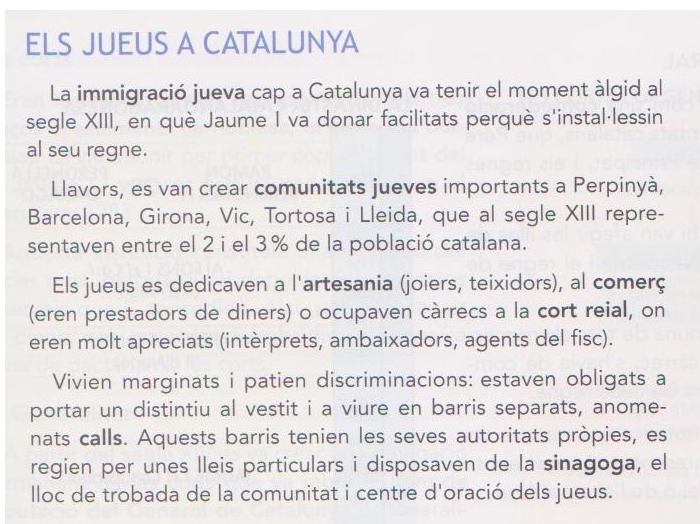 ELS JUEUS A CATALUNYA
La immigració jueva cap a Catalunya va tenir el moment àlgid al
segle XIII, en què Jaume I va donar facilitats perquè s'instal·lessin
al seu regne.
Llavors, es van crear comunitats jueves importants a Perpinyà,
Barcelona, Girona, Vic, Tortosa i Lleida, que al segle XIII repre-
sentaven entre el 2 i el 3 % de la població catalana.
Els jueus es dedicaven a l'artesania (joiers, teixidors), al comerç
(eren prestadors de diners) o ocupaven càrrecs a la cort reial, on
eren molt apreciats (intèrprets, ambaixadors, agents del fisc).
Vivien marginats i patien discriminacions: estaven obligats a
portar un distintiu al vestit i a viure en barris separats, anome-
nats calls. Aquests barris tenien les seves autoritats pròpies, es
regien per unes lleis particulars i disposaven de la sinagoga, el
lloc de trobada de la comunitat i centre d'oració dels jueus.